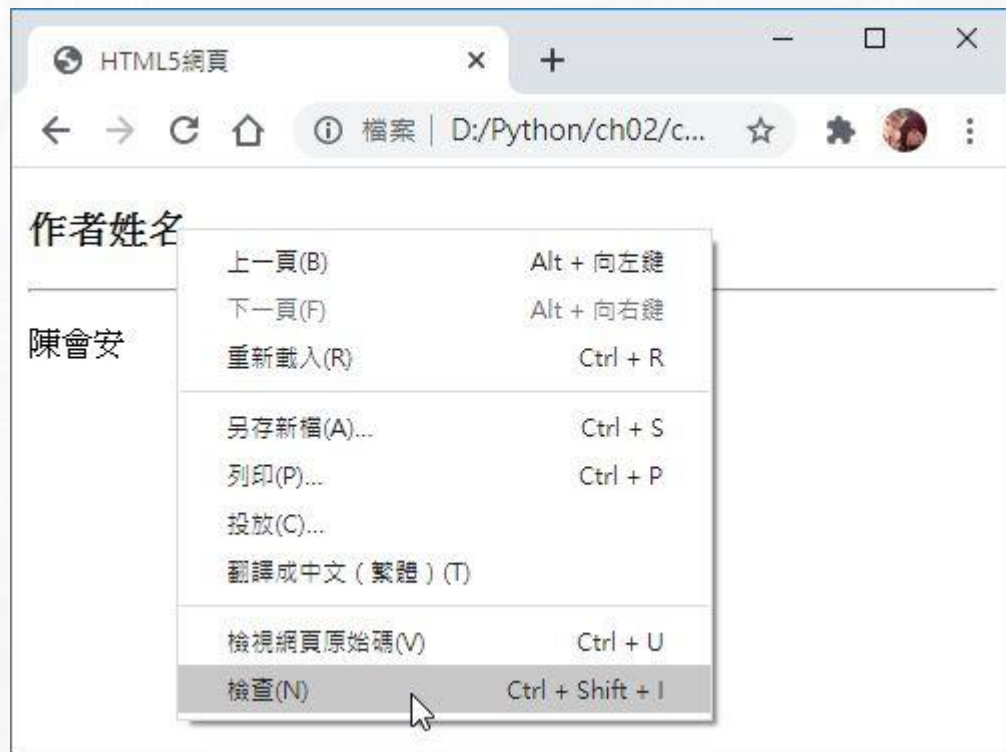 HTML5網頁
檔案 | D:/Python/ch02/c...
作者姓名
上一頁(B) Alt + 向左鍵
下一頁(F) Alt + 向右鍵
陳會安
重新載入(R) Ctrl + R
另存新檔(A)... Ctrl + S
列印(P)... Ctrl + P
投放(C)...
翻譯成中文（繁體）(T)
檢視網頁原始碼(V) Ctrl + U
檢查(N) Ctrl + Shift + I